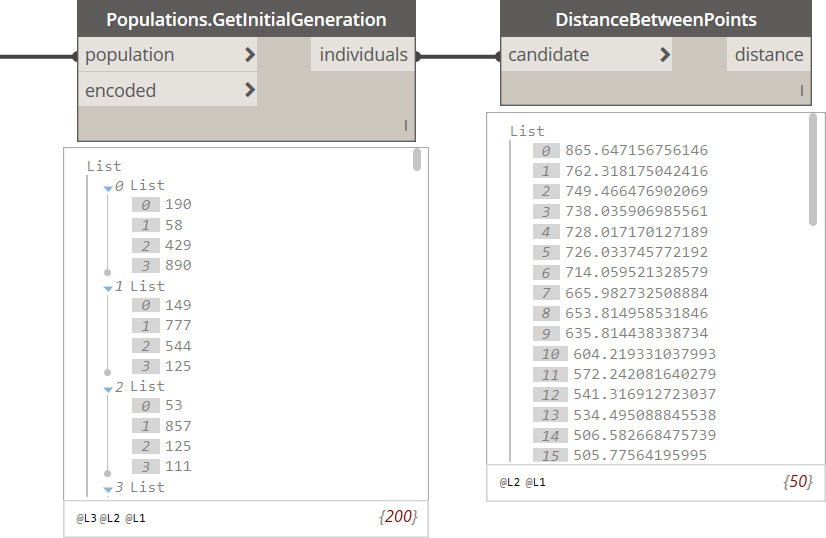 Populations.GetInitialGeneration
population > individuals
encoded >
I
List
0 List
0 190
1 58
2 429
3 890
1 List
0 149
1 777
2 544
3 125
2 List
0 53
1 857
2 125
3 111
3 List
@L3 @L2 @L1 {200}
DistanceBetweenPoints
candidate > distance
I
List
0 865.647156756146
1 762.318175042416
2 749.466476902069
3 738.035906985561
4 728.017170127189
5 726.033745772192
6 714.059521328579
7 665.982732508884
8 653.814958531846
9 635.814438338734
10 604.219331037993
11 572.242081640279
12 541.316912723037
13 534.495088845538
14 506.582668475739
15 505.77564195995
@L2 @L1 {50}